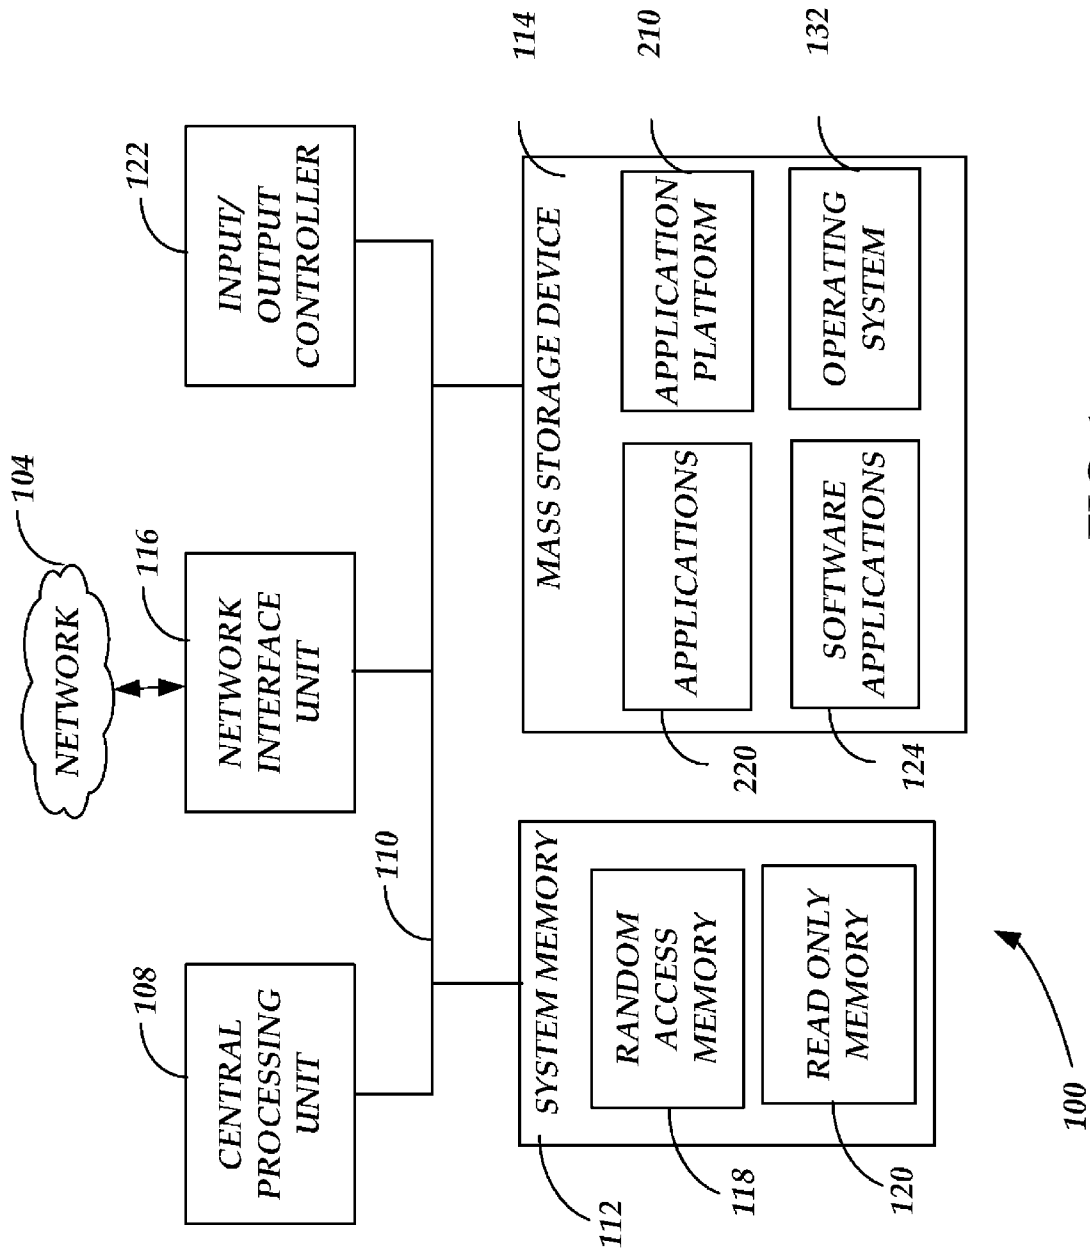 NETWORK
104
CENTRAL
PROCESSING
UNIT
108
NETWORK
INTERFACE
UNIT
116
INPUT/
OUTPUT
CONTROLLER
122
110
SYSTEM MEMORY
112
RANDOM
ACCESS
MEMORY
118
READ ONLY
MEMORY
120
MASS STORAGE DEVICE
114
APPLICATIONS
220
APPLICATION
PLATFORM
210
SOFTWARE
APPLICATIONS
124
OPERATING
SYSTEM
132
100